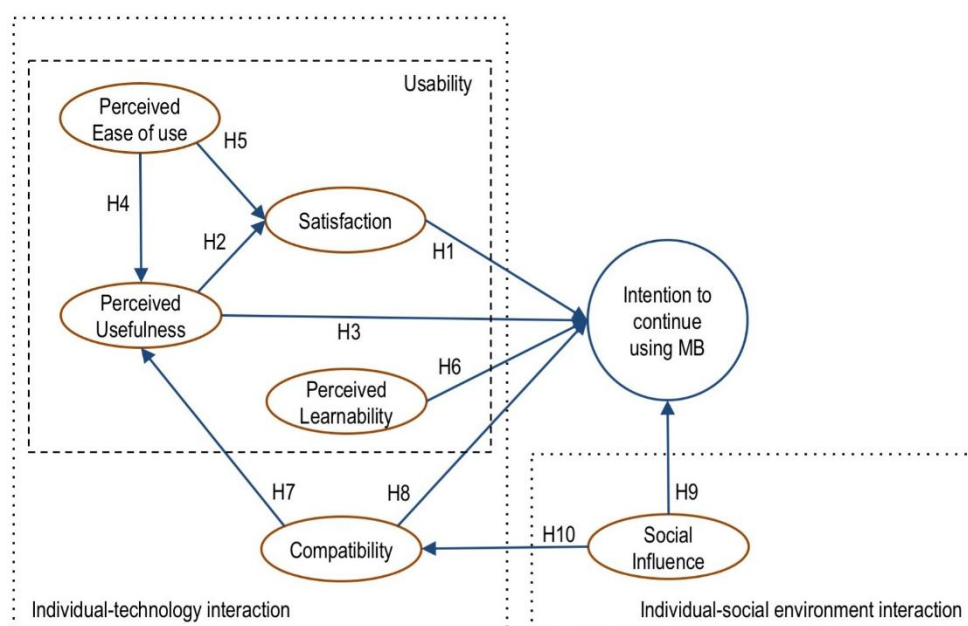 Usability
Perceived
Ease of use
H5
H4
H2
Satisfaction
H1
Perceived
Usefulness
H3
Intention to
continue
using MB
H6
Perceived
Learnability
H7
H8
H9
Compatibility
H10
Social
Influence
Individual-technology interaction
Individual-social environment interaction